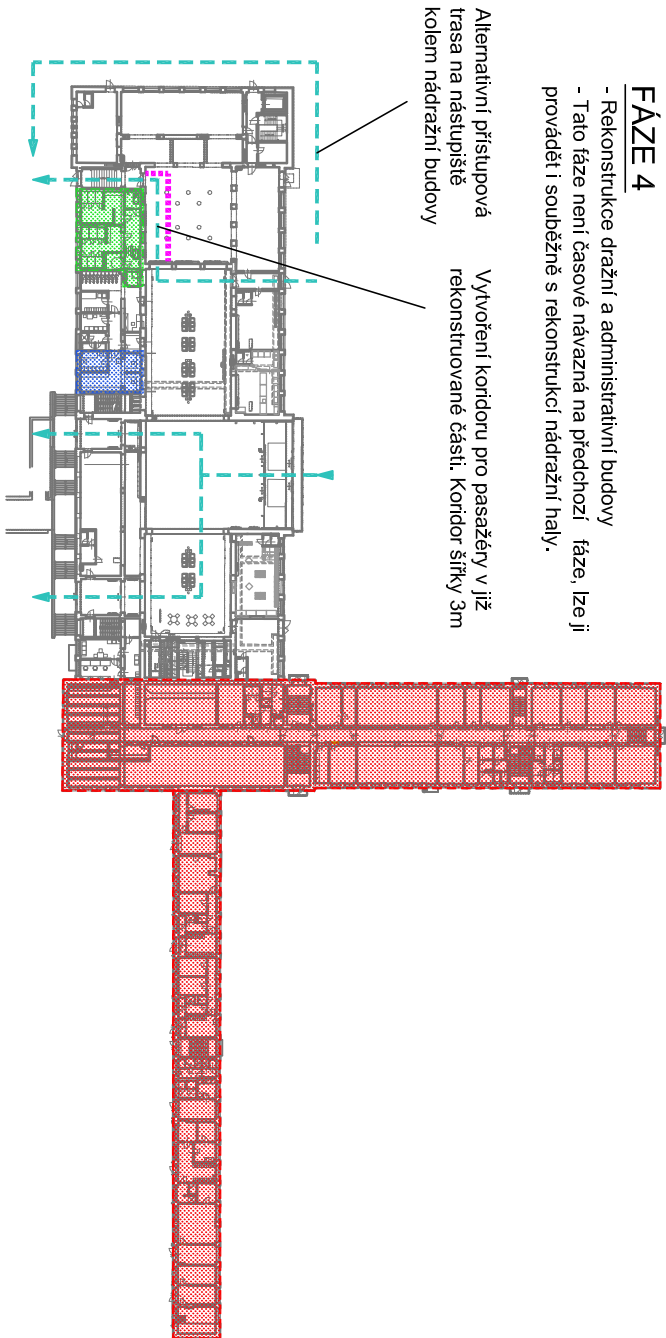 FÁZE 4
- Rekonstrukce dražní a administrativní budovy
- Tato fáze není časové návazná na předchozí fáze, lze ji
provádět i souběžně s rekonstrukcí nádražní haly.
Alternativní přístupová
trasa na nástupiště
kolem nádražní budovy
Vytvoření koridoru pro pasažéry v již
rekonstruované části. Koridor šířky 3m